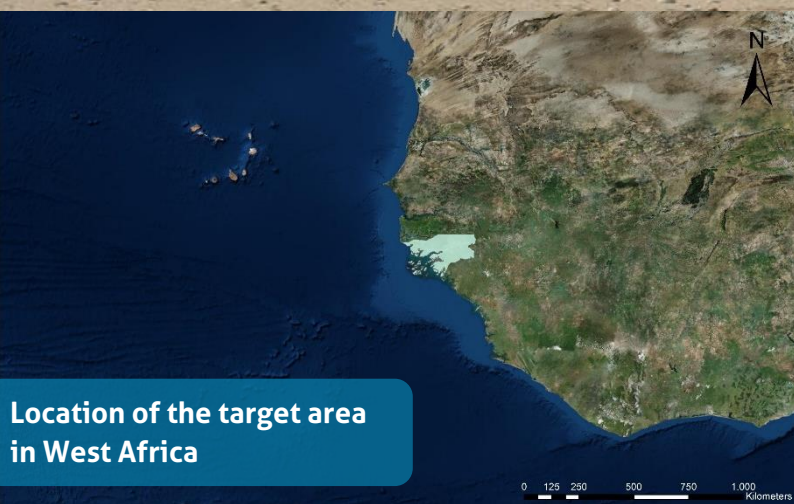 N
Location of the target area
in West Africa
0 125 250 500 750 1.000
Kilometers